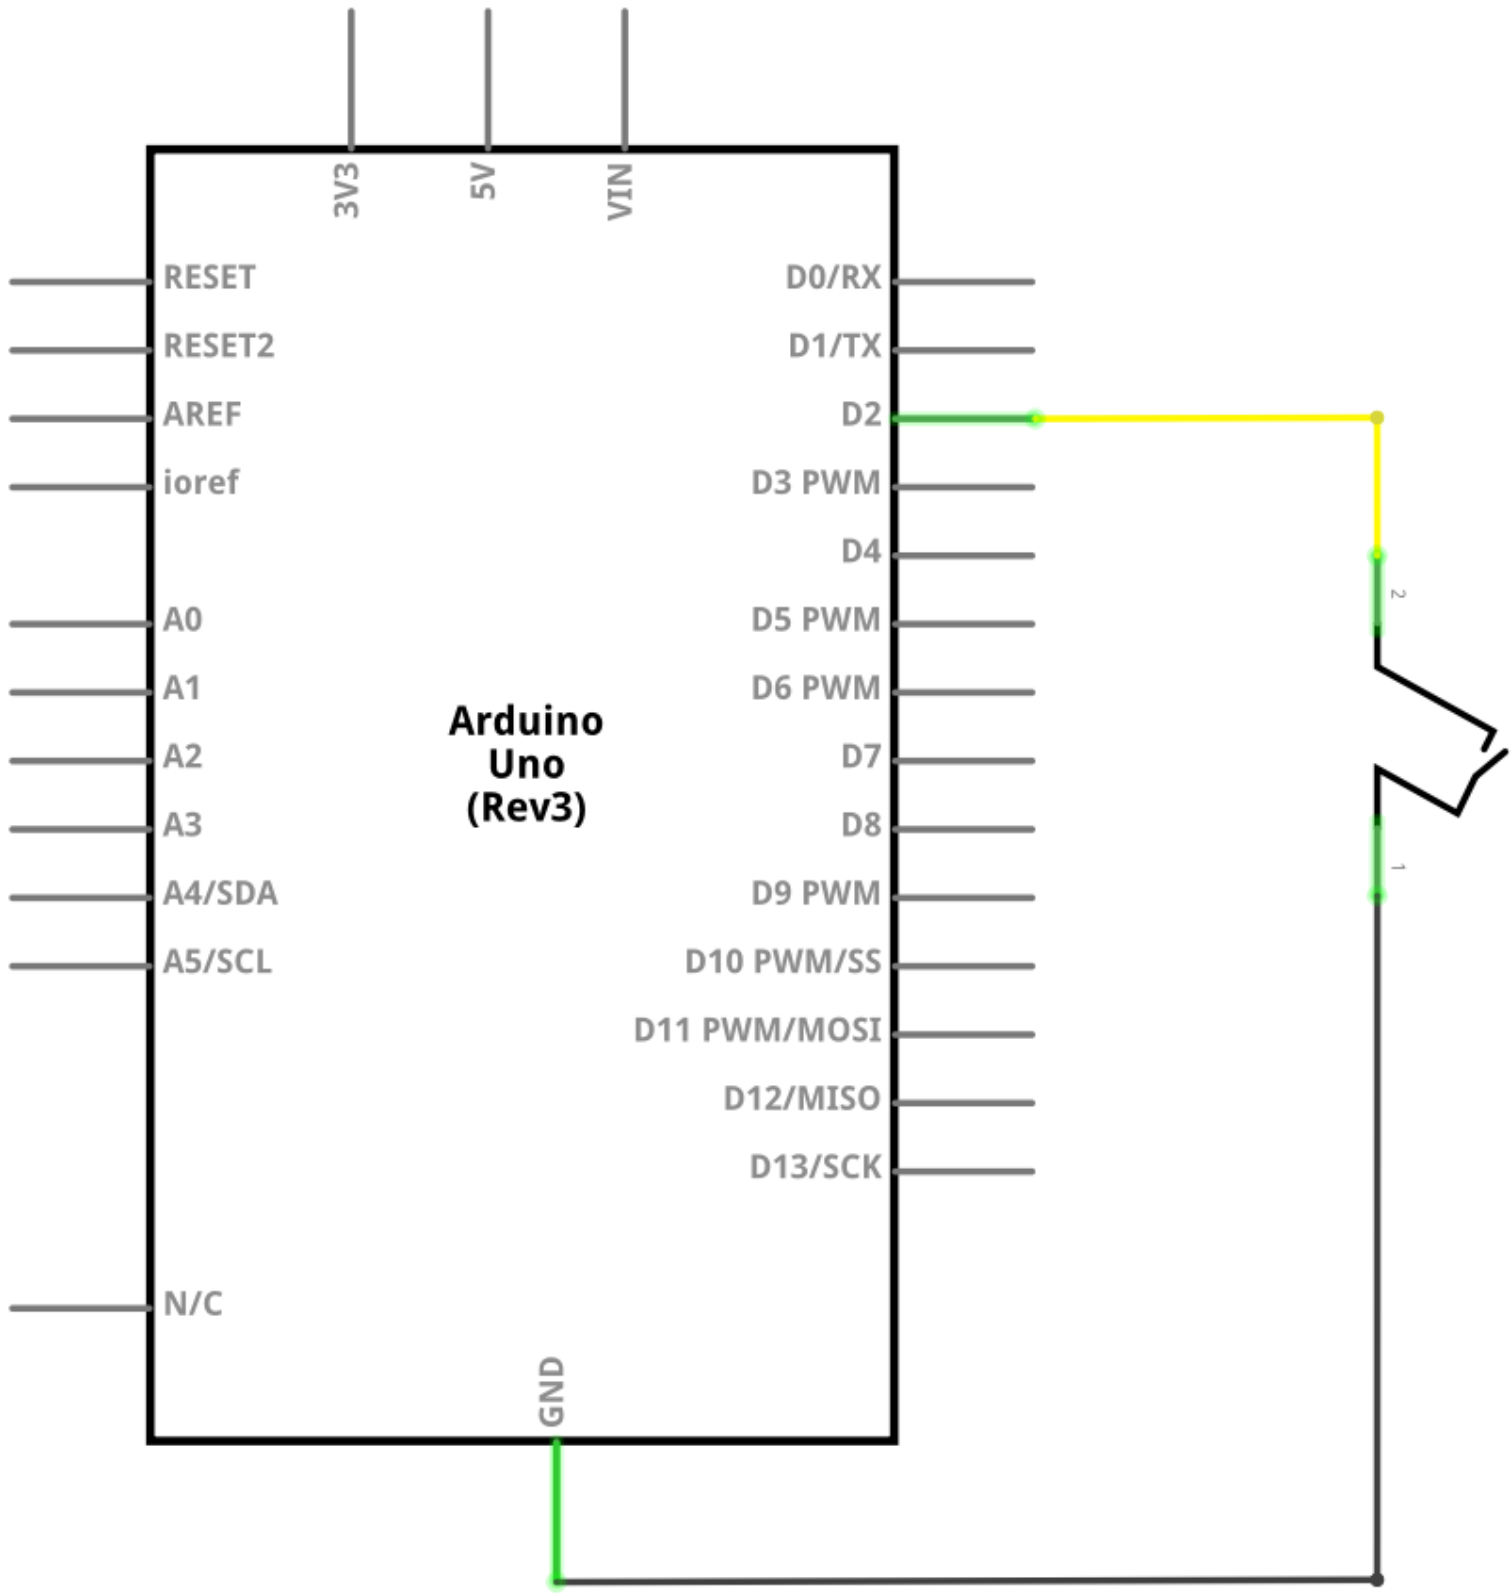 3V3
5V
VIN
RESET
RESET2
AREF
ioref
A0
A1
A2
A3
A4/SDA
A5/SCL
N/C
Arduino
Uno
(Rev3)
D0/RX
D1/TX
D2
D3 PWM
D4
D5 PWM
D6 PWM
D7
D8
D9 PWM
D10 PWM/SS
D11 PWM/MOSI
D12/MISO
D13/SCK
GND
2
1